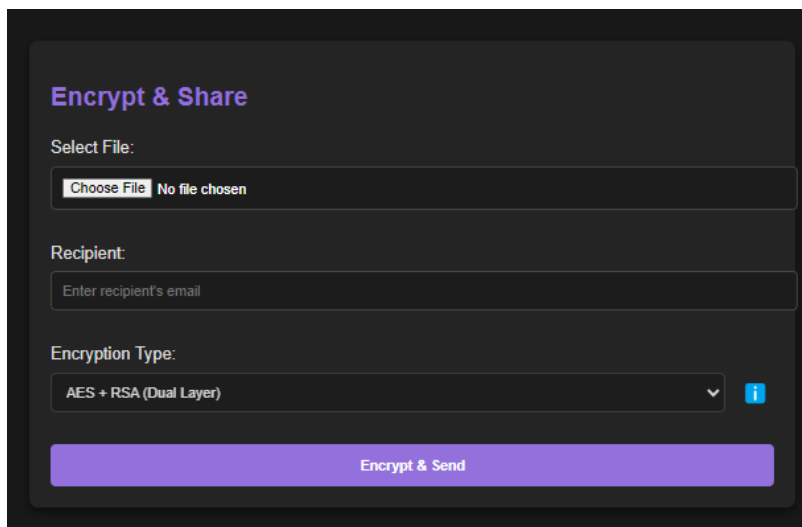 Encrypt & Share
Select File:
Choose File No file chosen
Recipient:
Enter recipient's email
Encryption Type:
AES + RSA (Dual Layer)
i
Encrypt & Send